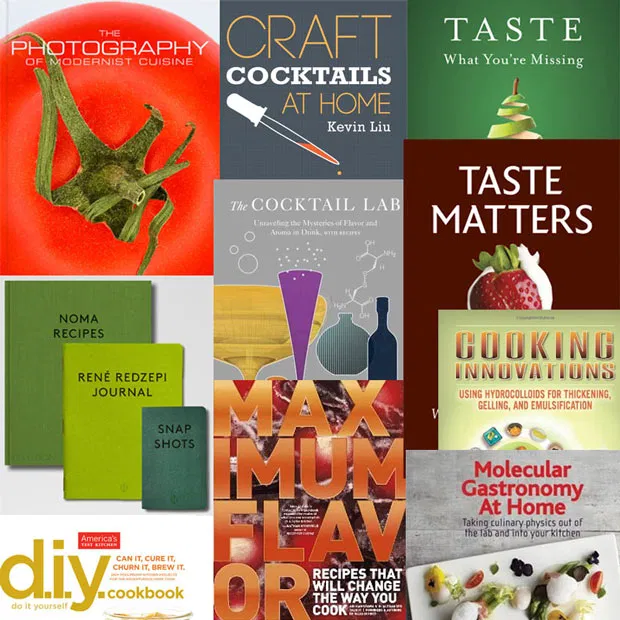 THE
PHOTOGRAPHY
OF MODERNIST CUISINE
CRAFT
COCKTAILS
AT HOME
Kevin Liu
TASTE
What You're Missing
The COCKTAIL LAB
Unraveling the Mysteries of Flavor and
Aroma in Drink, WITH RECIPES
TASTE
MATTERS
NOMA
RECIPES
RENÉ REDZEPI
JOURNAL
SNAP
SHOTS
COOKING
INNOVATIONS
USING HYDROCOLLOIDS FOR THICKENING,
GELLING, AND EMULSIFICATION
W
MAX
IMUM
FLAV
OR
RECIPES THAT
WILL CHANGE
THE WAY YOU
COOK
Molecular
Gastronomy
At Home
Taking culinary physics out of
the lab and into your kitchen
America's
TEST KITCHEN
d.i.y.
do it yourself
CAN IT, CURE IT,
CHURN IT, BREW IT.
cookbook